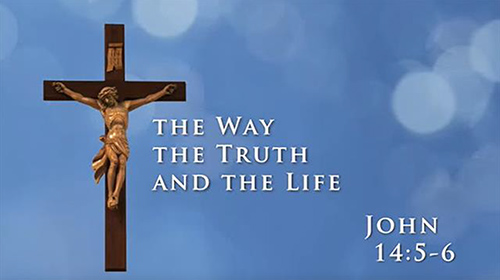 THE WAY
THE TRUTH
AND THE LIFE
JOHN
14:5-6